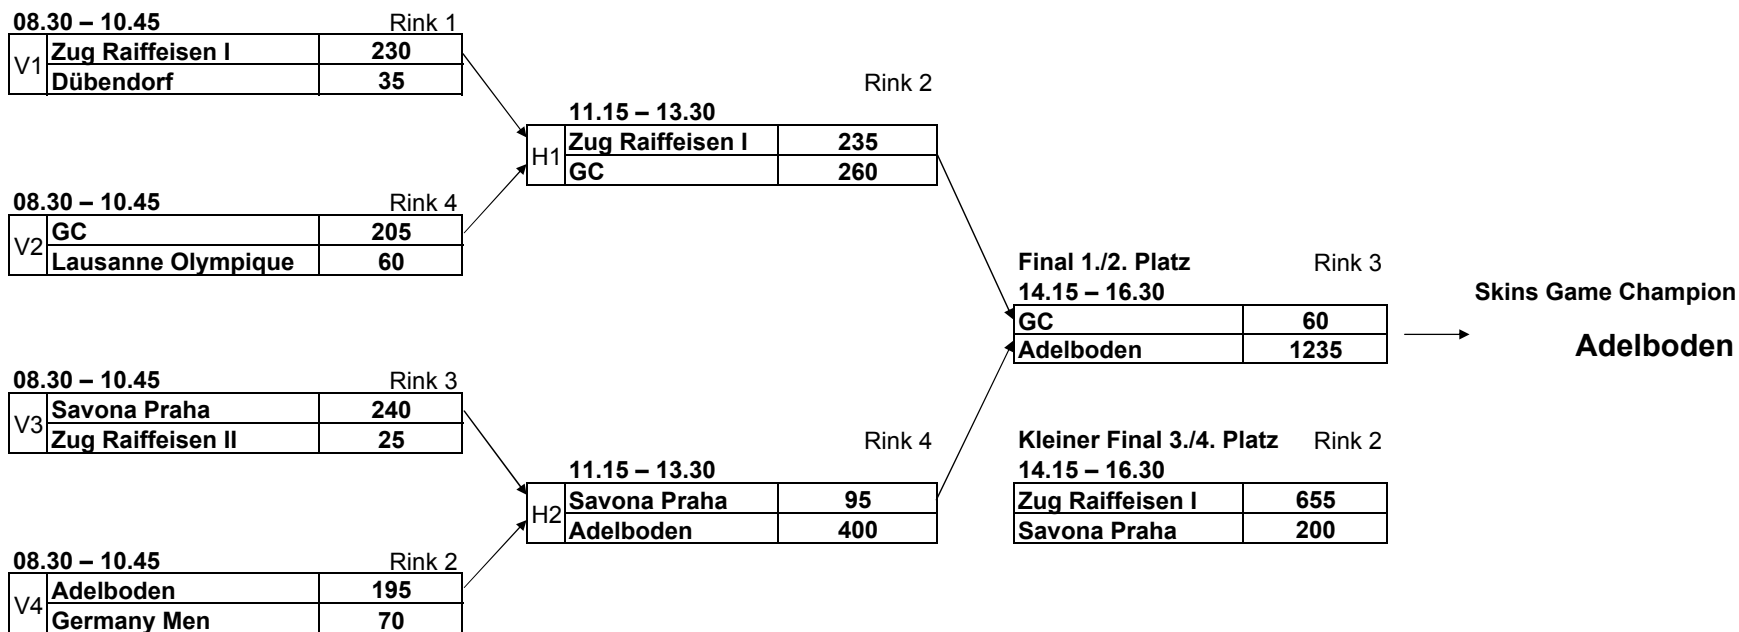 08.30 – 10.45 Rink 1
V1 Zug Raiffeisen I 230
Dübendorf 35
08.30 – 10.45 Rink 4
V2 GC 205
Lausanne Olympique 60
08.30 – 10.45 Rink 3
V3 Savona Praha 240
Zug Raiffeisen II 25
08.30 – 10.45 Rink 2
V4 Adelboden 195
Germany Men 70
Rink 2
11.15 – 13.30
H1 Zug Raiffeisen I 235
GC 260
Rink 4
11.15 – 13.30
H2 Savona Praha 95
Adelboden 400
Final 1./2. Platz Rink 3
14.15 – 16.30
GC 60
Adelboden 1235
Kleiner Final 3./4. Platz Rink 2
14.15 – 16.30
Zug Raiffeisen I 655
Savona Praha 200
Skins Game Champion
Adelboden